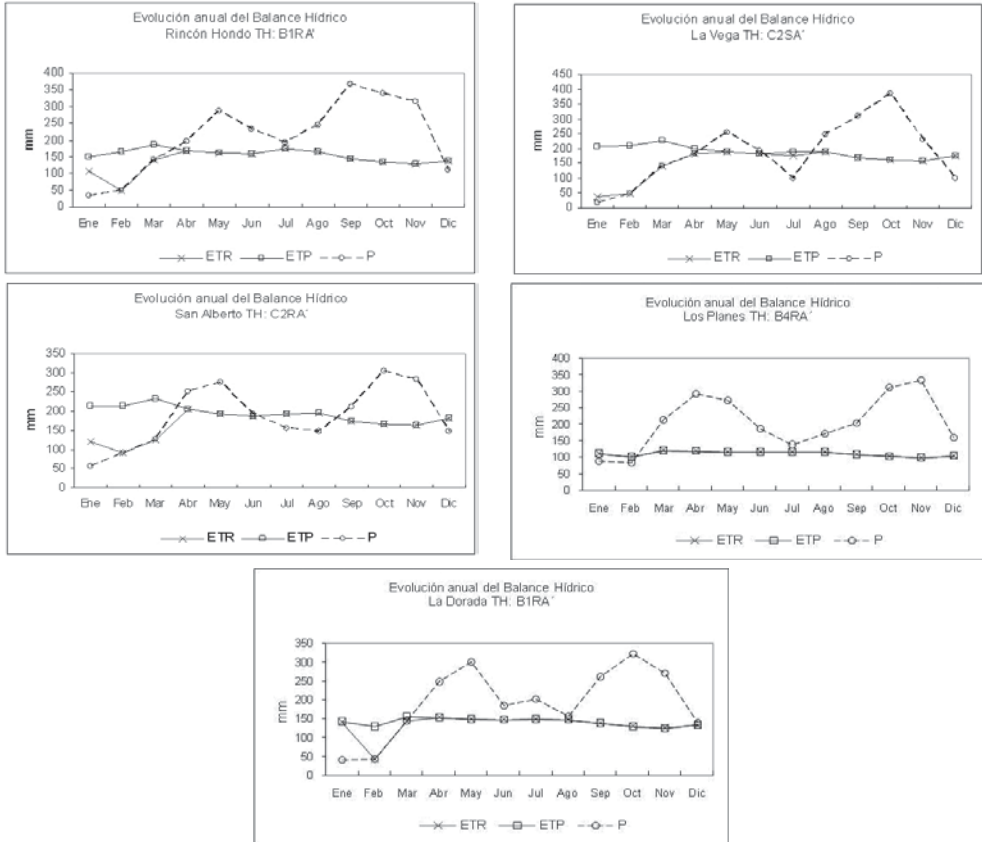 Evolución anual del Balance Hídrico
Rincón Hondo TH: B1RA'
mm
400
350
300
250
200
150
100
50
0
Ene Feb Mar Abr May Jun Jul Ago Sep Oct Nov Dic
ETR ETP P
Evolución anual del Balance Hídrico
La Vega TH: C2SA´
mm
450
400
350
300
250
200
150
100
50
0
Ene Feb Mar Abr May Jun Jul Ago Sep Oct Nov Dic
ETR ETP P
Evolución anual del Balance Hídrico
San Alberto TH: C2RA´
mm
350
300
250
200
150
100
50
0
Ene Feb Mar Abr May Jun Jul Ago Sep Oct Nov Dic
ETR ETP P
Evolución anual del Balance Hídrico
Los Planes TH: B4RA´
mm
400
350
300
250
200
150
100
50
0
Ene Feb Mar Abr May Jun Jul Ago Sep Oct Nov Dic
ETR ETP P
Evolución anual del Balance Hídrico
La Dorada TH: B1RA´
mm
350
300
250
200
150
100
50
0
Ene Feb Mar Abr May Jun Jul Ago Sep Oct Nov Dic
ETR ETP P